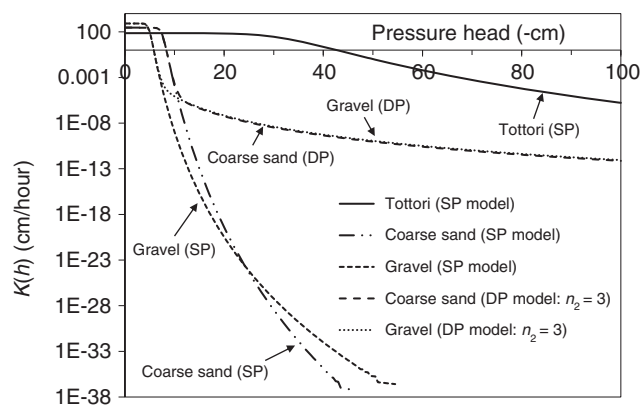 Pressure head (-cm)
100
0.001
1E-08
1E-13
1E-18
1E-23
1E-28
1E-33
1E-38
K(h) (cm/hour)
0 20 40 60 80 100
Gravel (DP)
Tottori (SP)
Coarse sand (DP)
Gravel (SP)
Coarse sand (SP)
Tottori (SP model)
Coarse sand (SP model)
Gravel (SP model)
Coarse sand (DP model: n2 = 3)
Gravel (DP model: n2 = 3)